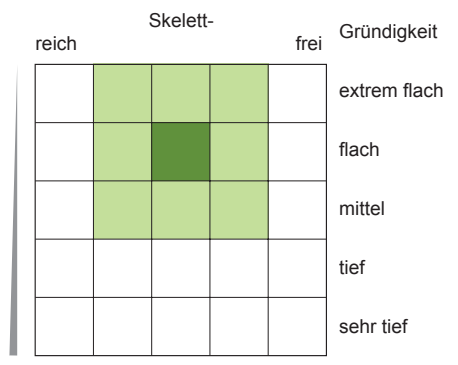 Skelett-
reich
frei
Gründigkeit
extrem flach
flach
mittel
tief
sehr tief